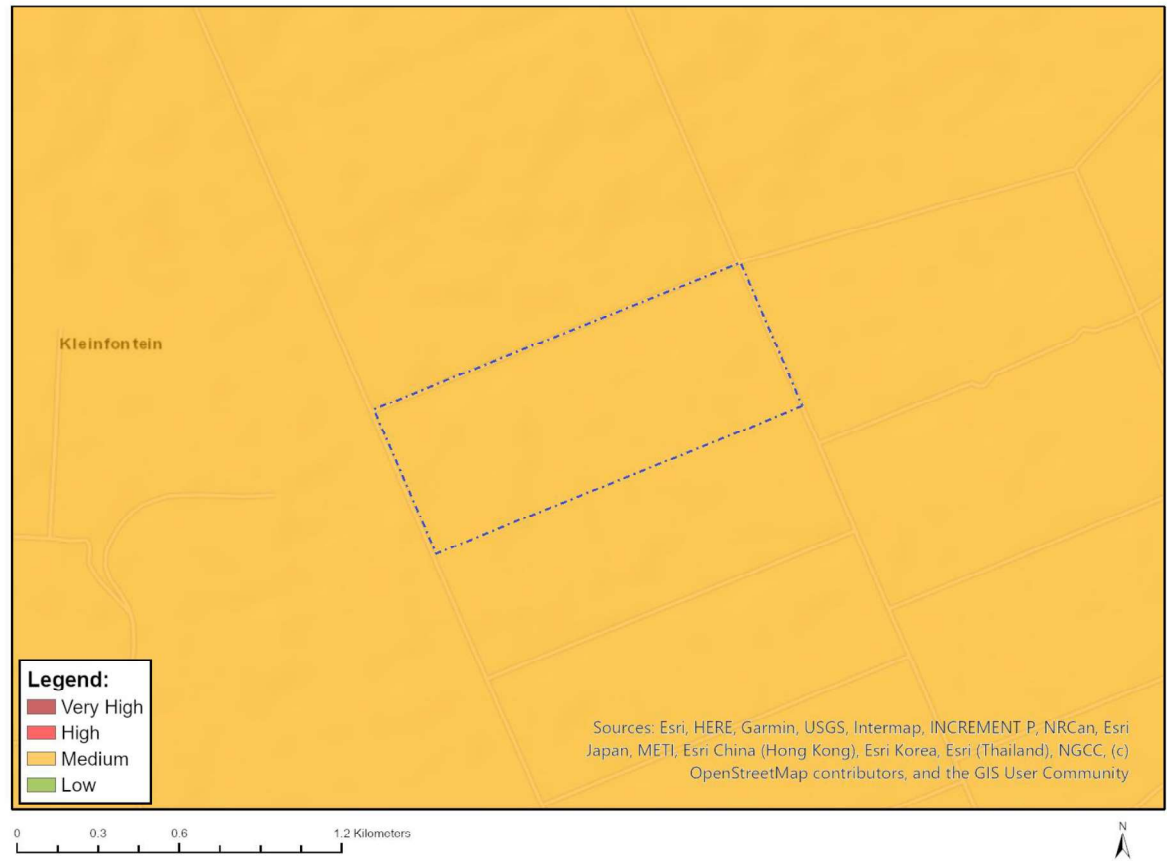 Kleinfontein
Legend:
Very High
High
Medium
Low
Sources: Esri, HERE, Garmin, USGS, Intermap, INCREMENT P, NRCan, Esri
Japan, METI, Esri China (Hong Kong), Esri Korea, Esri (Thailand), NGCC, (c)
OpenStreetMap contributors, and the GIS User Community
0 0.3 0.6 1.2 Kilometers
N